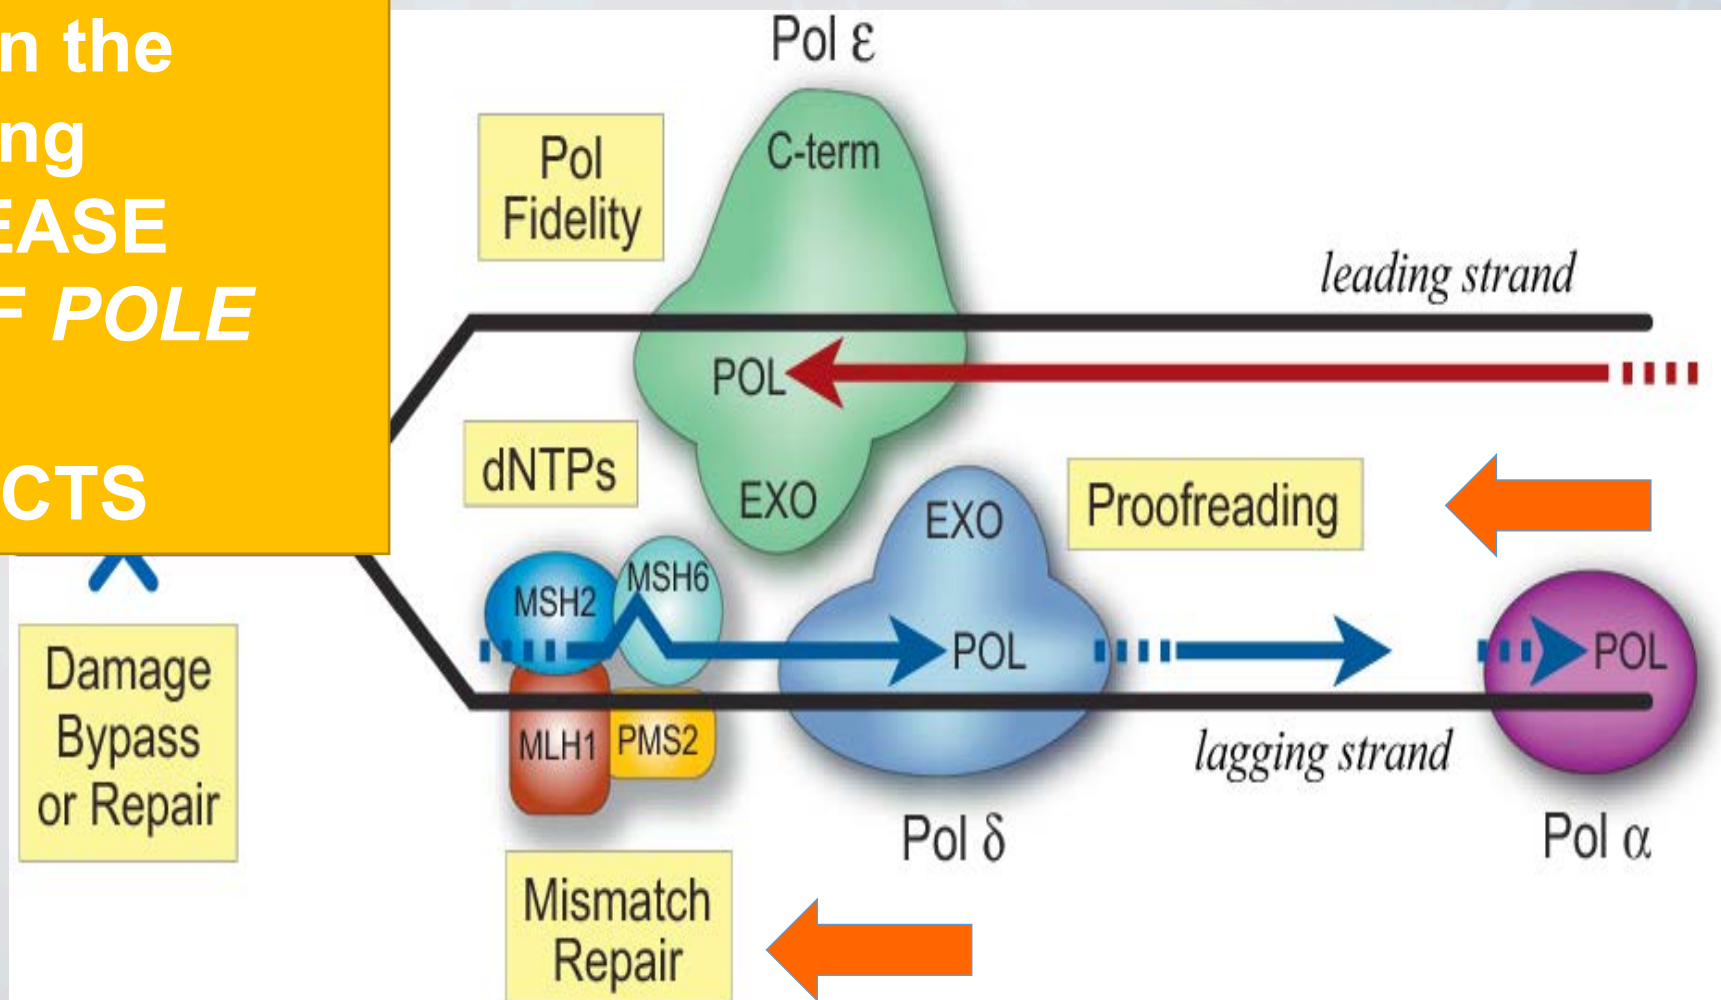 n the
ng
EASE
F POLE
CTS
Pol ε
C-term
Pol
Fidelity
leading strand
POL
dNTPs
EXO
EXO
Proofreading
MSH2
MSH6
POL
POL
Damage
Bypass
or Repair
MLH1
PMS2
lagging strand
Pol δ
Pol α
Mismatch
Repair